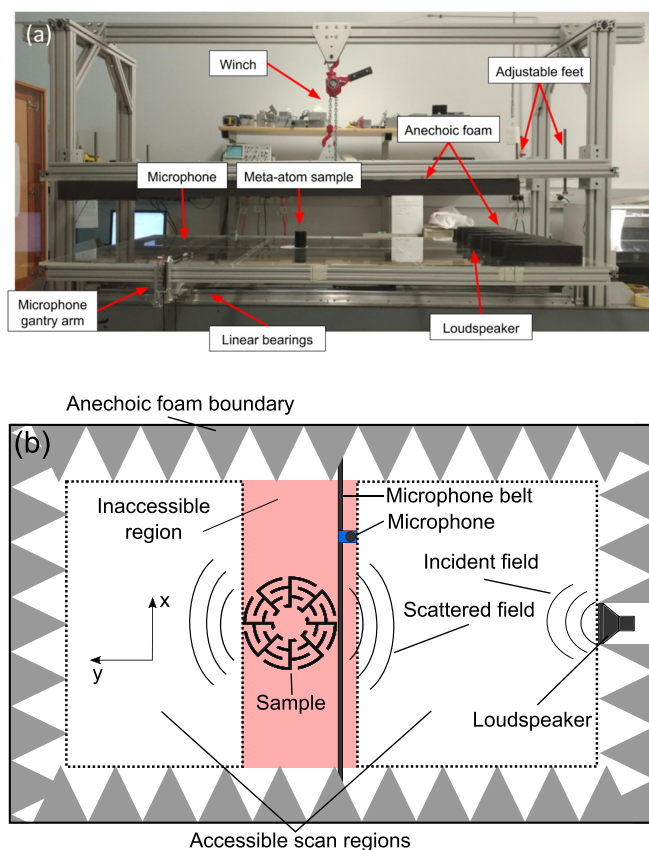 (a)
Winch
Adjustable feet
Anechoic foam
Microphone
Meta-atom sample
Microphone
gantry arm
Linear bearings
Loudspeaker
Anechoic foam boundary
(b)
Inaccessible
region
Microphone belt
Microphone
Incident field
Scattered field
x
y
Sample
Loudspeaker
Accessible scan regions